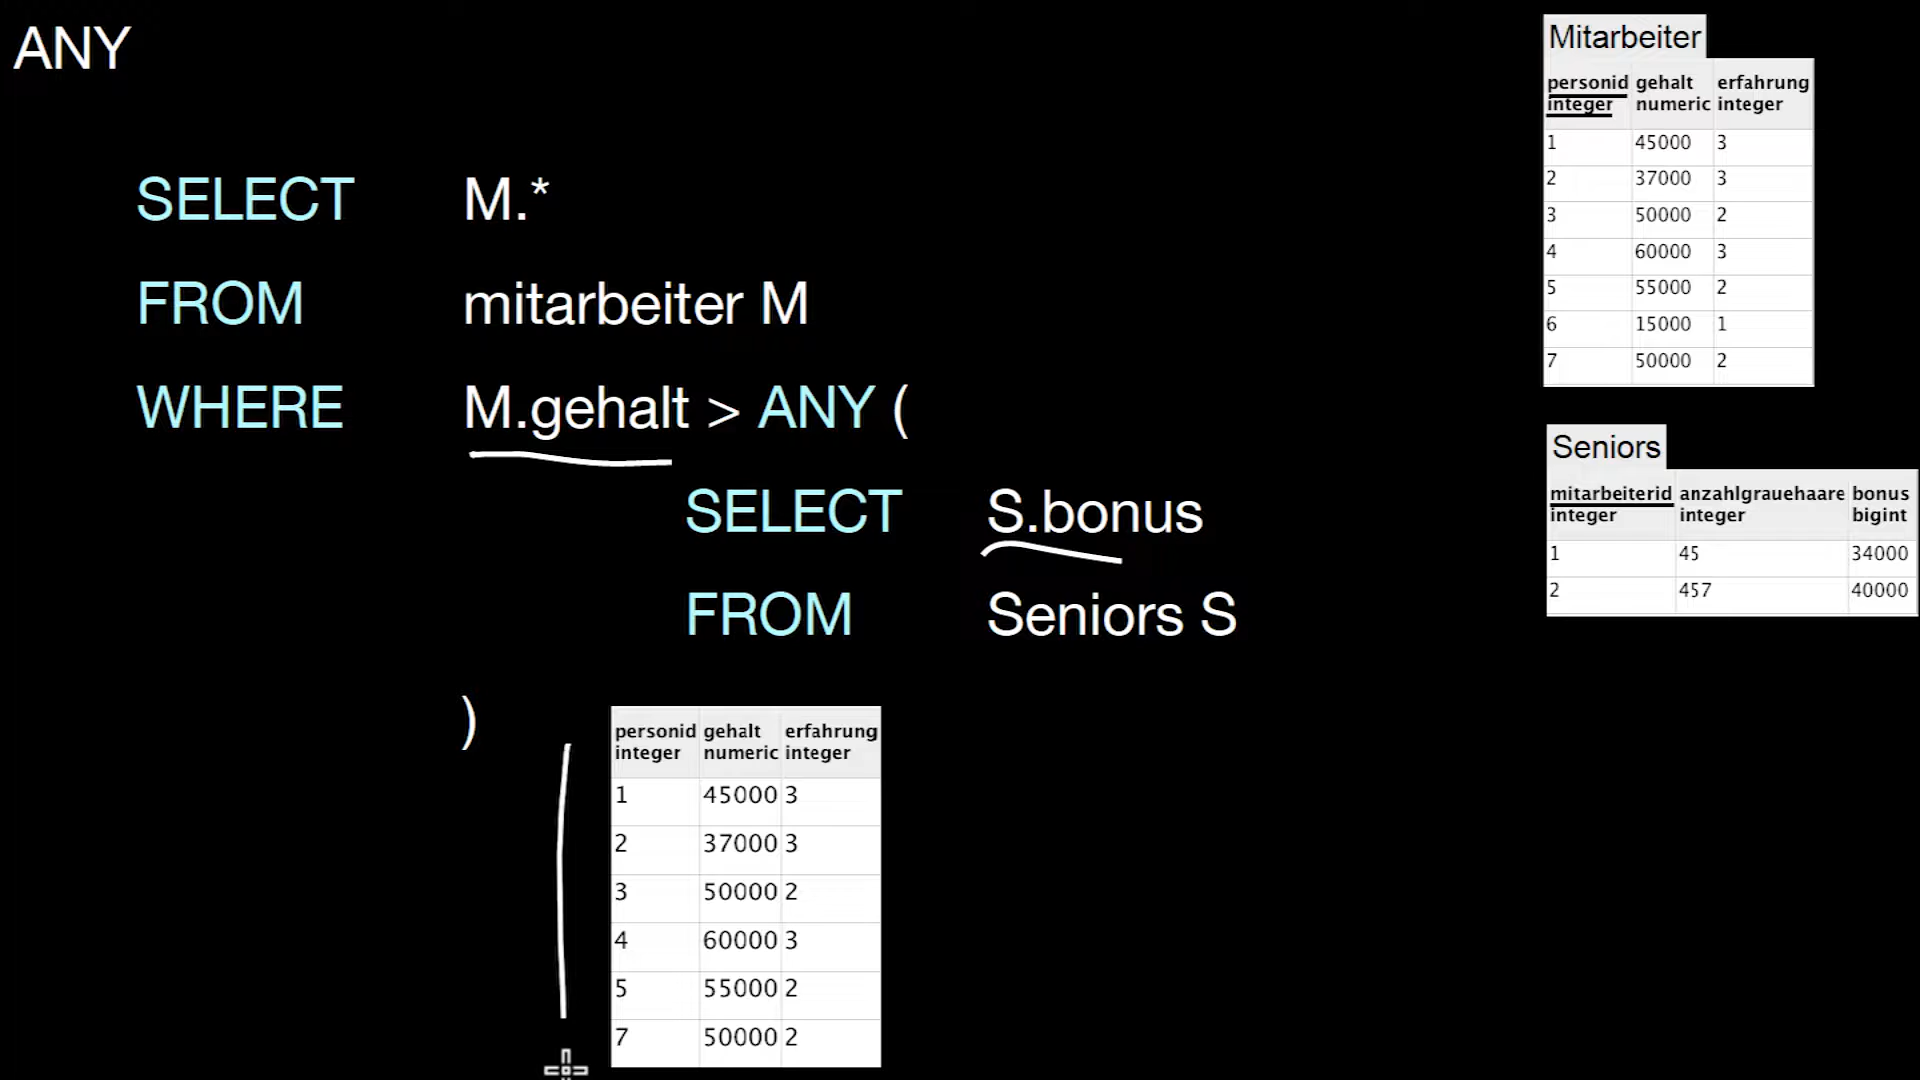 ANY
SELECT M.*
FROM mitarbeiter M
WHERE M.gehalt > ANY (
SELECT S.bonus
FROM Seniors S
)
personid gehalt erfahrung
integer numeric integer
1 45000 3
2 37000 3
3 50000 2
4 60000 3
5 55000 2
7 50000 2
Mitarbeiter
personid gehalt erfahrung
integer numeric integer
1 45000 3
2 37000 3
3 50000 2
4 60000 3
5 55000 2
6 15000 1
7 50000 2
Seniors
mitarbeiterid anzahlgrauehaare bonus
integer integer bigint
1 45 34000
2 457 40000